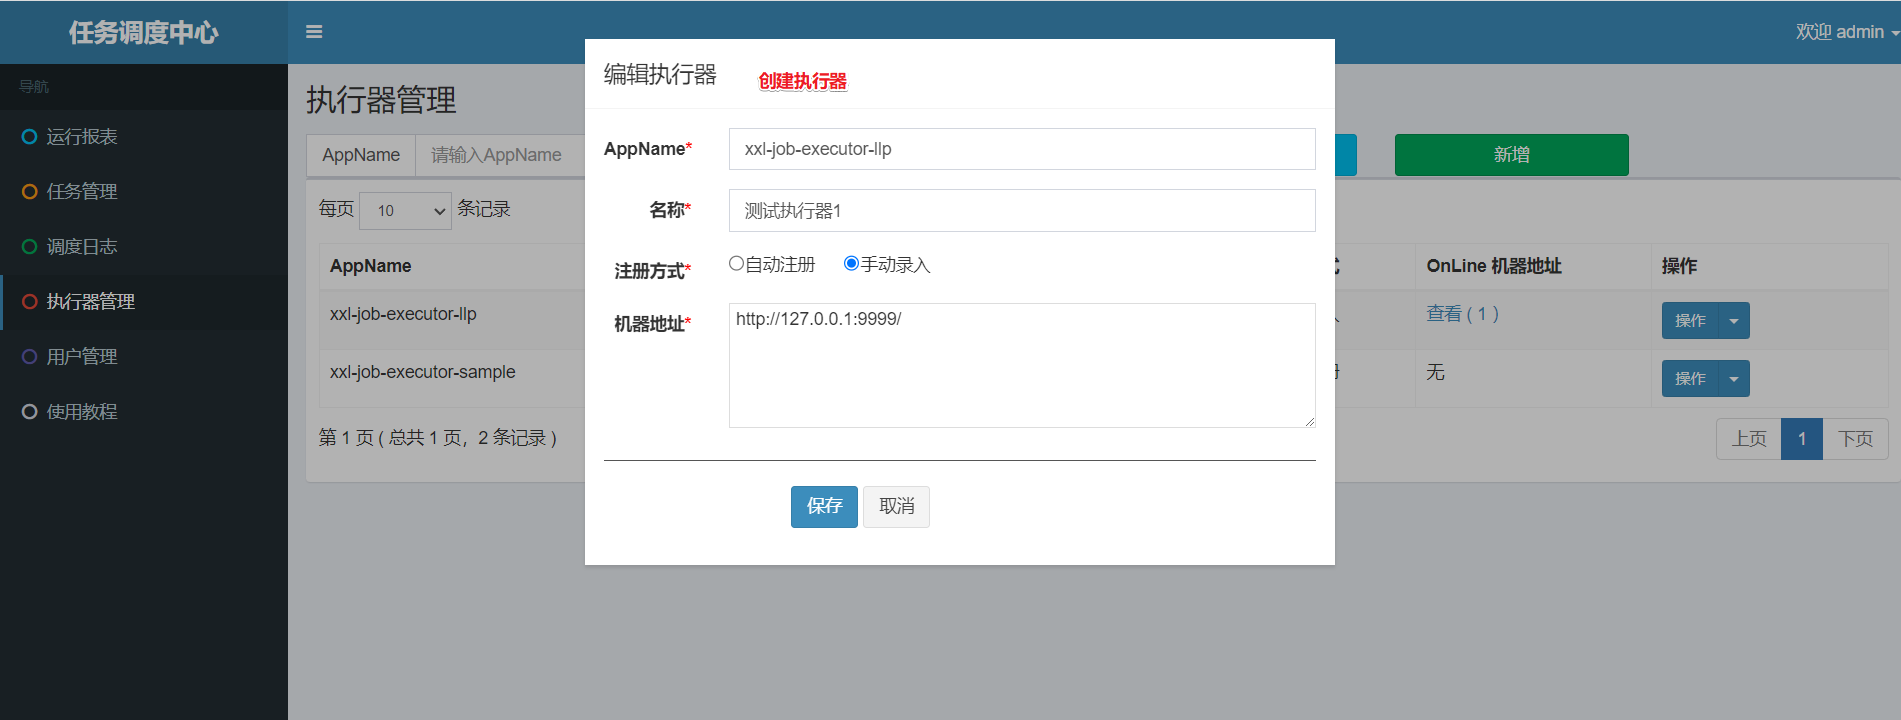 任务调度中心
欢迎 admin
导航
运行报表
任务管理
调度日志
执行器管理
用户管理
使用教程
执行器管理
AppName 请输入AppName
新增
每页 10 条记录
AppName OnLine 机器地址 操作
xxl-job-executor-llp 查看 ( 1 ) 操作
xxl-job-executor-sample 无 操作
第 1 页 ( 总共 1 页，2 条记录 )
上页 1 下页
编辑执行器 创建执行器
AppName* xxl-job-executor-llp
名称* 测试执行器1
注册方式* 自动注册 手动录入
机器地址* http://127.0.0.1:9999/
保存 取消